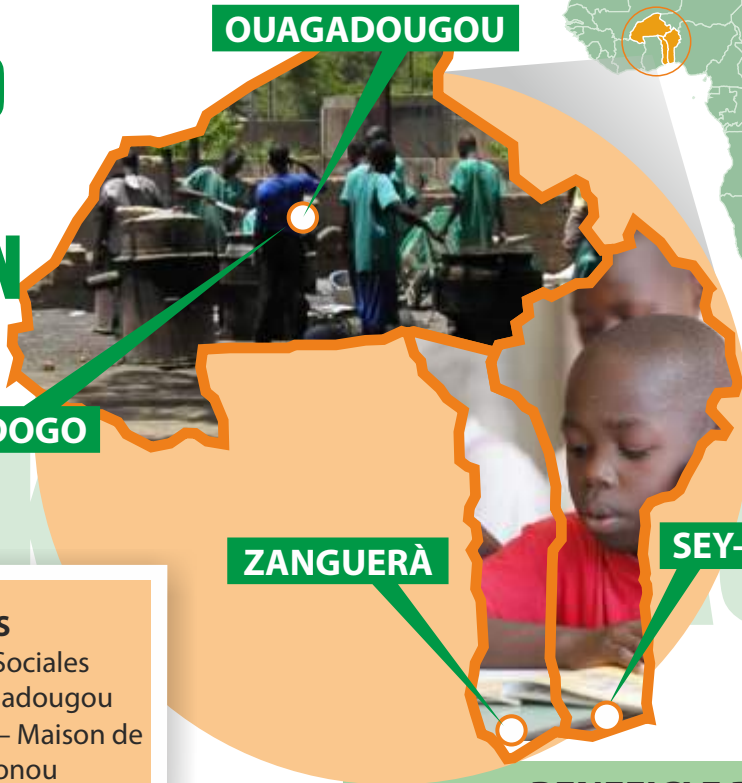 OUAGADOUGOU
N
DOGO
ZANGUERÀ
SEY-
S
Sociales
adougou
– Maison de
onou